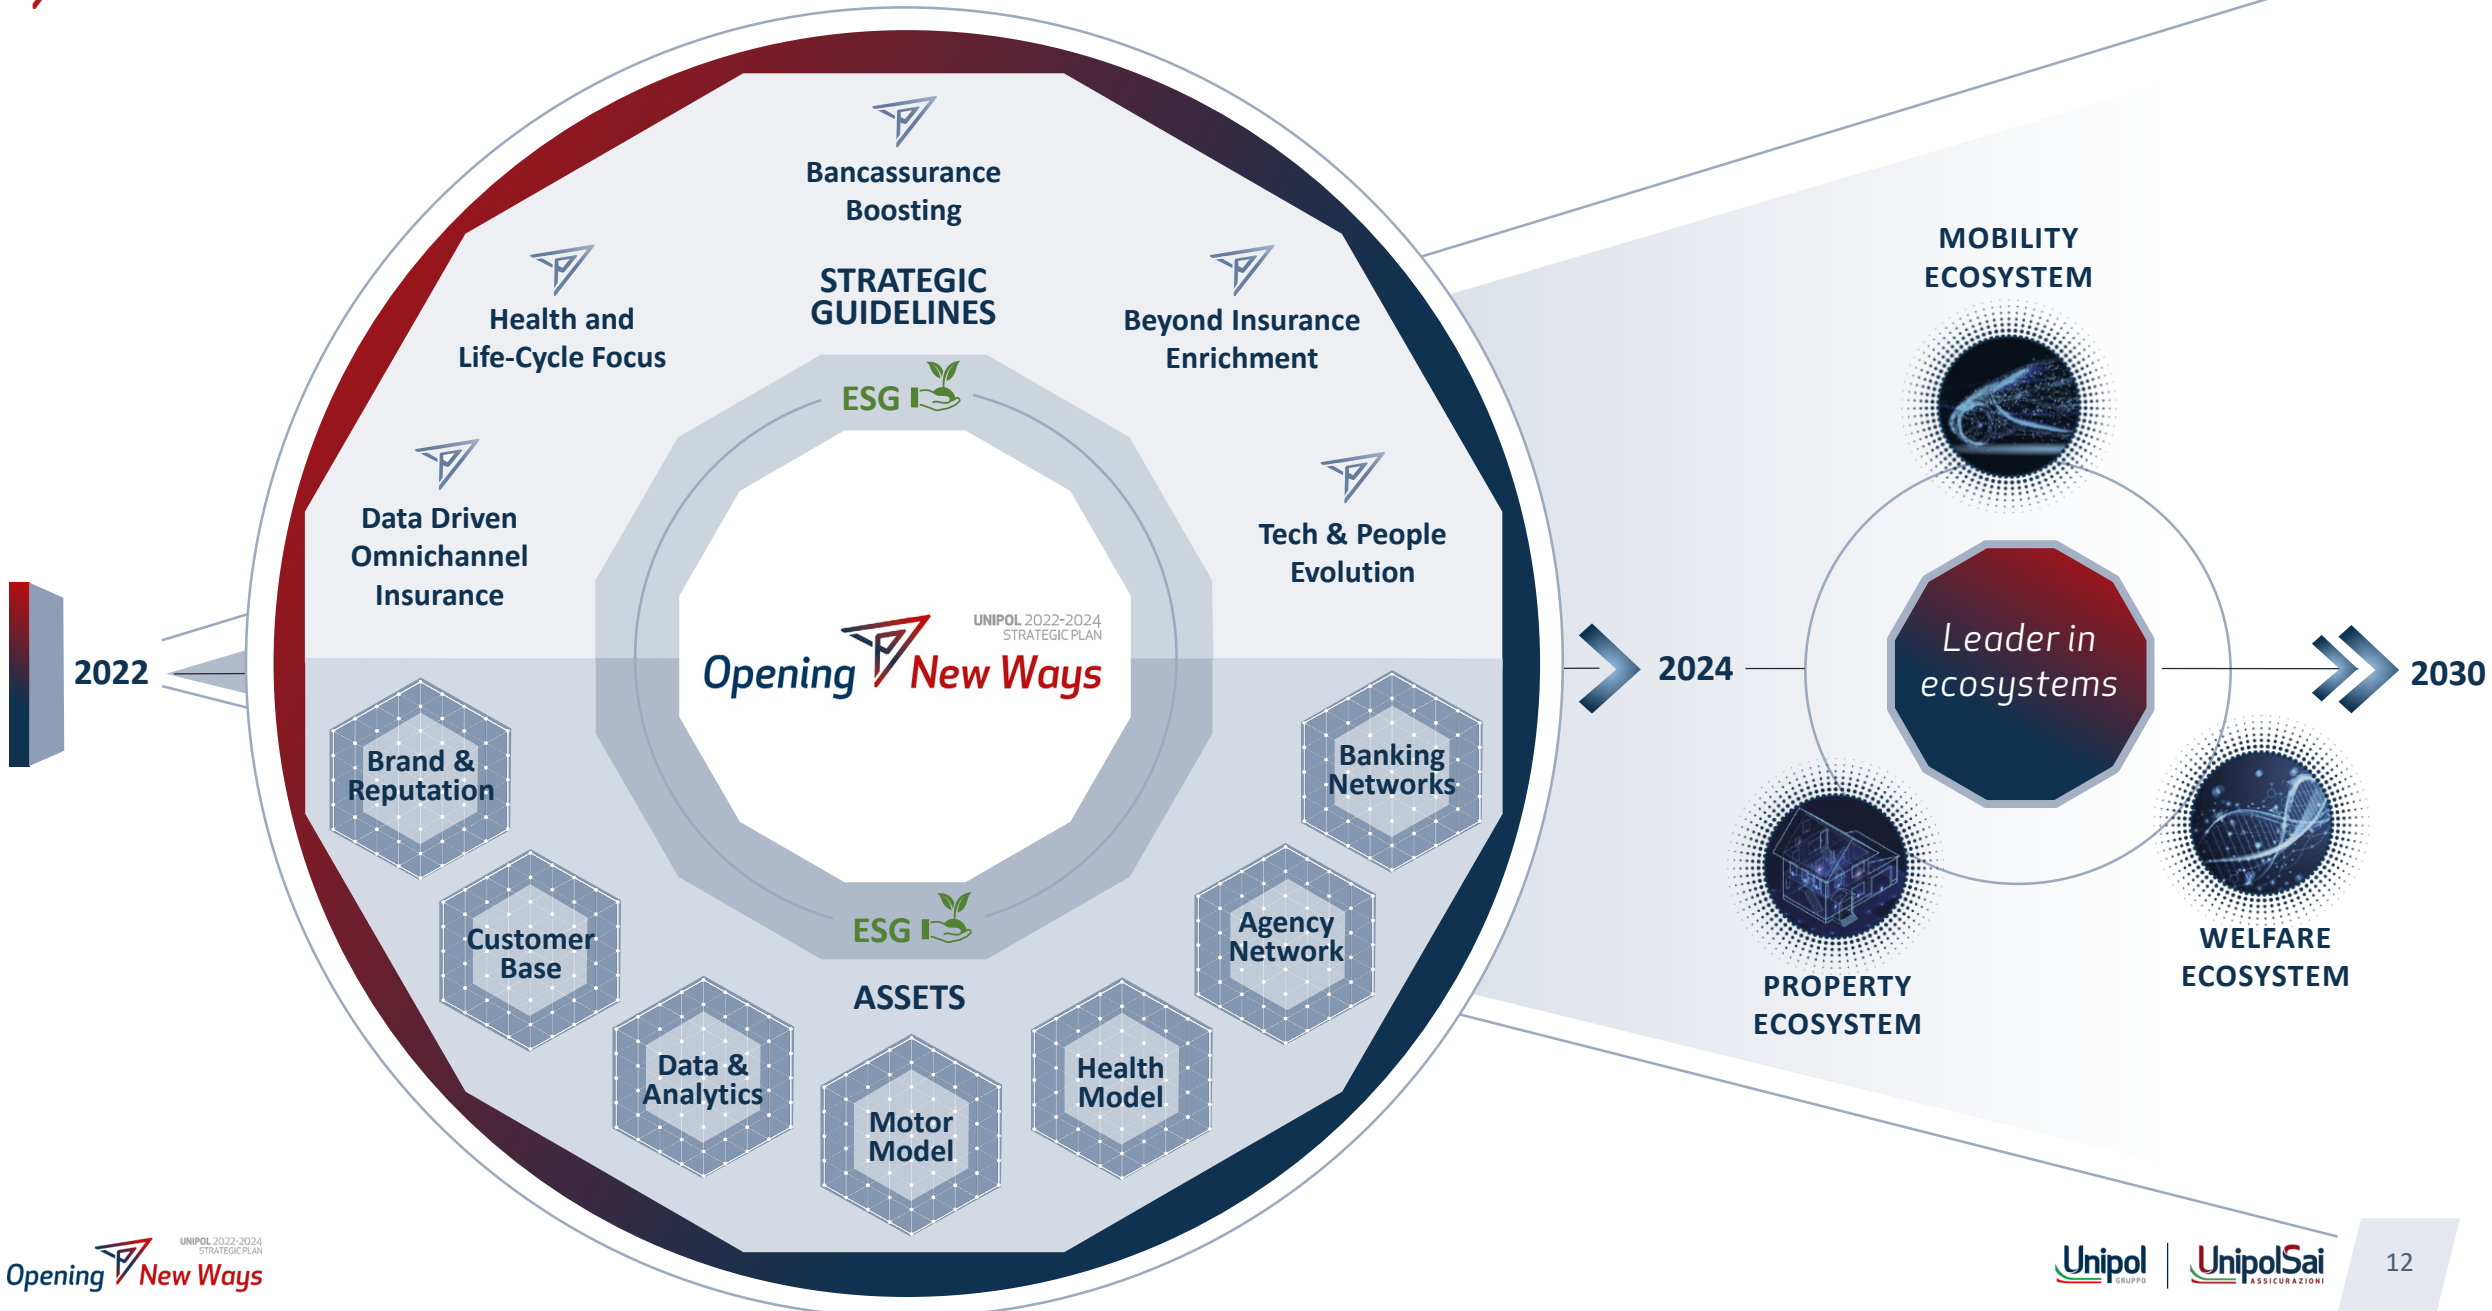 Bancassurance
Boosting
STRATEGIC
GUIDELINES
Health and
Life-Cycle Focus
Beyond Insurance
Enrichment
ESG
Data Driven
Omnichannel
Insurance
Tech & People
Evolution
UNIPOL 2022-2024
STRATEGIC PLAN
Opening New Ways
2022
2024
2030
Leader in
ecosystems
MOBILITY
ECOSYSTEM
PROPERTY
ECOSYSTEM
WELFARE
ECOSYSTEM
Brand &
Reputation
Customer
Base
Data &
Analytics
Motor
Model
Health
Model
Agency
Network
Banking
Networks
ESG
ASSETS
UNIPOL 2022-2024
STRATEGIC PLAN
Opening New Ways
Unipol
GRUPPO
UnipolSai
ASSICURAZIONI
12